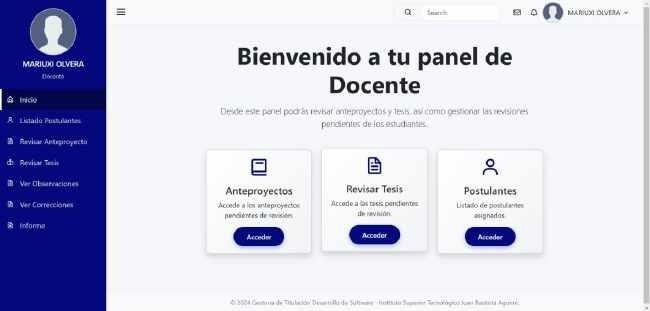 MARIUXI OLVERA
Docente
Inicio
Listado Postulantes
Revisar Anteproyecto
Revisar Tesis
Ver Observaciones
Ver Correcciones
Informe
Search
MARIUXI OLVERA
Bienvenido a tu panel de
Docente
Desde este panel podrás revisar anteproyectos y tesis, así como gestionar las revisiones
pendientes de los estudiantes.
Anteproyectos
Accede a los anteproyectos
pendientes de revisión.
Acceder
Revisar Tesis
Accede a las tesis pendientes
de revisión.
Acceder
Postulantes
Listado de postulantes
asignados.
Acceder
© 2024 Gestoria de Titulación Desarrollo de Software - Instituto Superior Tecnológico Juan Bautista Aguirre.